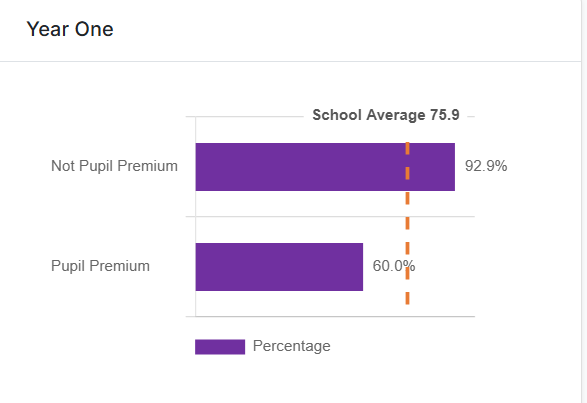 Year One
School Average 75.9
Not Pupil Premium 92.9%
Pupil Premium 60.0%
Percentage